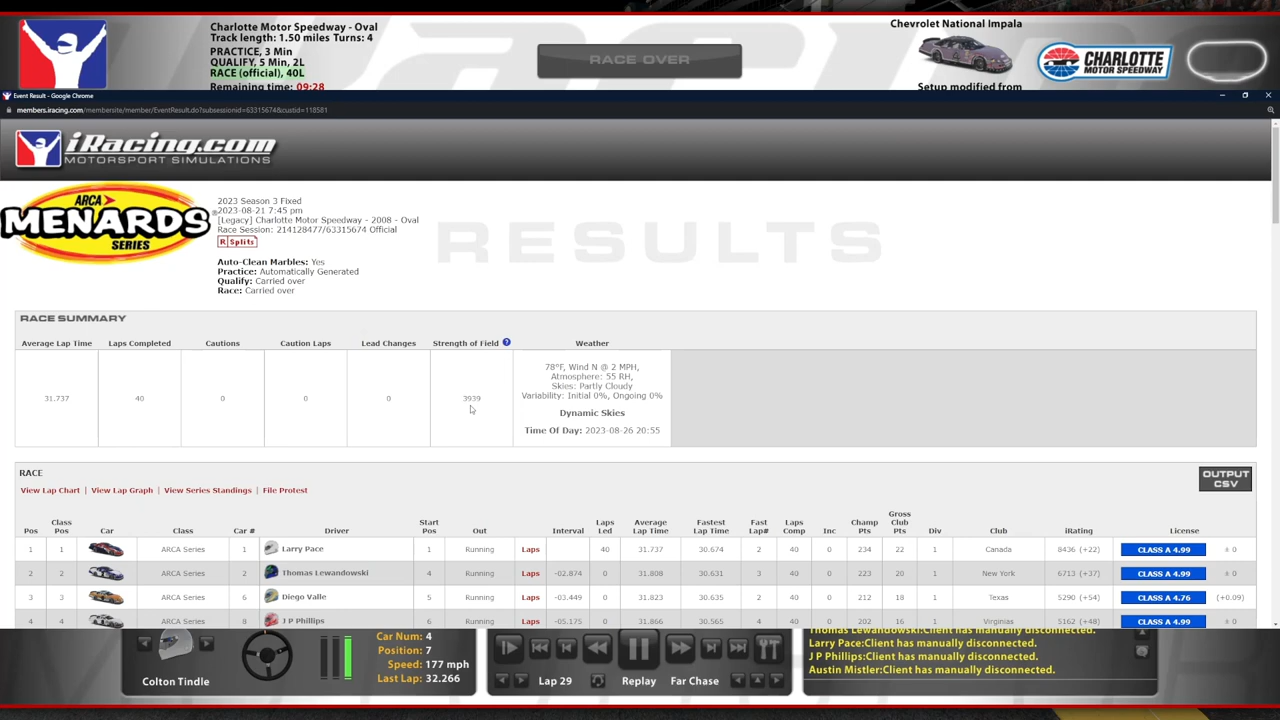 Charlotte Motor Speedway - Oval
Track length: 1.50 miles Turns: 4
PRACTICE, 3 Min
QUALIFY, 5 Min, 2L
RACE (official), 40L
Remaining time: 09:28
RACE OVER
Chevrolet National Impala
CHARLOTTE
MOTOR SPEEDWAY
Setup modified from
Event Result - Google Chrome
members.iracing.com/membersite/member/EventResult.do?subsessionid=63315674&custid=118581
iRacing.com
MOTORSPORT SIMULATIONS
ARCA
MENARDS
SERIES
2023 Season 3 Fixed
2023-08-21 7:45 pm
[Legacy] Charlotte Motor Speedway - 2008 - Oval
Race Session: 214128477/63315674 Official
R Splits
RESULTS
Auto-Clean Marbles: Yes
Practice: Automatically Generated
Qualify: Carried over
Race: Carried over
RACE SUMMARY
Average Lap Time Laps Completed Cautions Caution Laps Lead Changes Strength of Field ? Weather
31.737 40 0 0 0 3939
78°F, Wind N @ 2 MPH,
Atmosphere: 55 RH,
Skies: Partly Cloudy
Variability: Initial 0%, Ongoing 0%
Dynamic Skies
Time Of Day: 2023-08-26 20:55
RACE
OUTPUT
CSV
View Lap Chart | View Lap Graph | View Series Standings | File Protest
Pos Class Pos Car Class Car # Driver Start Pos Out Interval Laps Led Average Lap Time Fastest Lap Time Fast Lap# Laps Comp Inc Champ Pts Gross Club Pts Div Club iRating License
1 1 ARCA Series 1 Larry Pace 1 Running Laps 40 31.737 30.674 2 40 0 234 22 1 Canada 8436 (+22) CLASS A 4.99 ± 0
2 2 ARCA Series 2 Thomas Lewandowski 4 Running Laps -02.874 0 31.808 30.631 3 40 0 223 20 1 New York 6713 (+37) CLASS A 4.99 ± 0
3 3 ARCA Series 6 Diego Valle 5 Running Laps -03.449 0 31.823 30.635 2 40 0 212 18 1 Texas 5290 (+54) CLASS A 4.76 (+0.09)
4 4 ARCA Series 8 J P Phillips 6 Running Laps -05.175 0 31.866 30.565 4 40 0 202 16 1 Virginias 5162 (+48) CLASS A 4.99 ± 0
Colton Tindle
Car Num: 4
Position: 7
Speed: 177 mph
Last Lap: 32.266
Lap 29 Replay Far Chase
Thomas Lewandowski:Client has manually disconnected.
Larry Pace:Client has manually disconnected.
J P Phillips:Client has manually disconnected.
Austin Mistler:Client has manually disconnected.